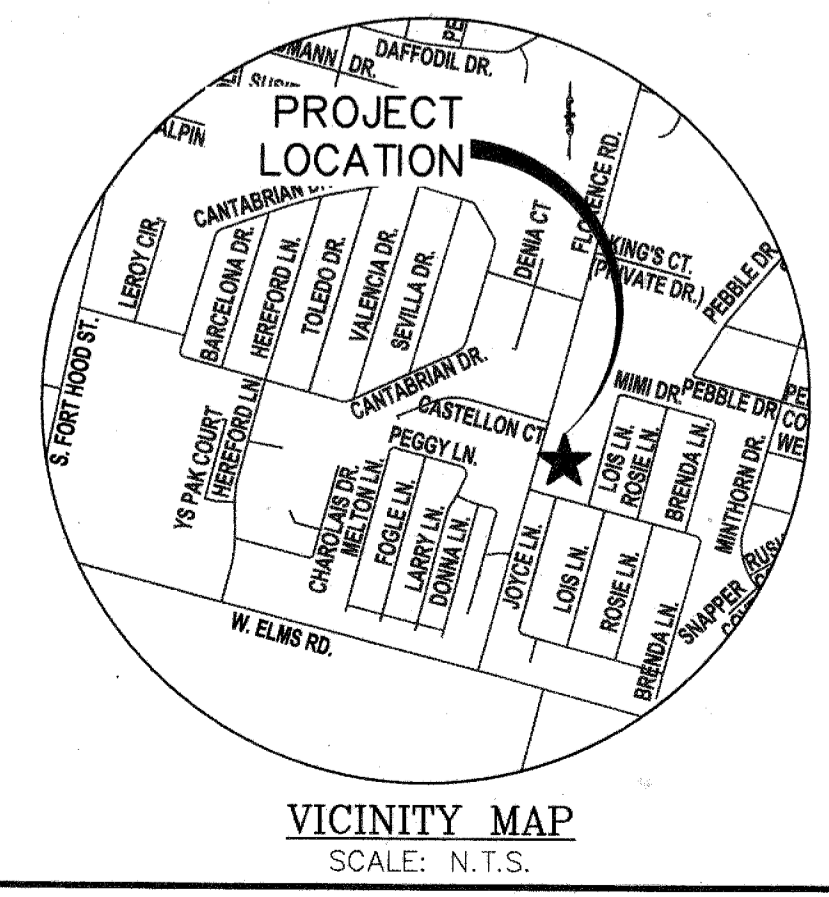 DAFFODIL DR.
DR.
PROJECT
LOCATION
CANTABRIAN
LEROY CIR.
BARCELONA DR.
HEREFORD LN.
TOLEDO DR.
VALENCIA DR.
SEVILLA DR.
DENIA CT
FLORENCE RD.
KING'S CT.
(PRIVATE DR.)
PEBBLE DR.
S. FORT HOOD ST.
CANTABRIAN DR.
CASTELLON CT
MIMI DR.
PEBBLE DR
YS PAK COURT
HEREFORD LN.
PEGGY LN.
CHAROLAIS DR.
MELTON LN.
FOGLE LN.
LARRY LN.
DONNA LN.
JOYCE LN.
LOIS LN.
ROSIE LN.
BRENDA LN.
MINTHORN DR.
LOIS LN.
ROSIE LN.
BRENDA LN.
SNAPPER
W. ELMS RD.
VICINITY MAP
SCALE: N.T.S.